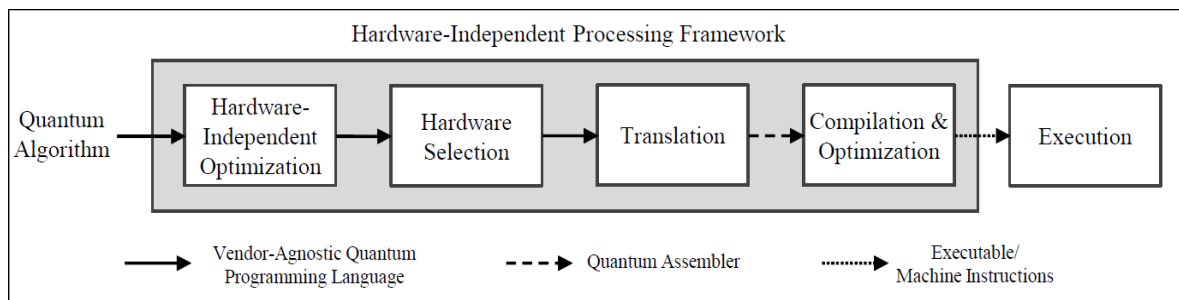 Hardware-Independent Processing Framework
Quantum
Algorithm
Hardware-
Independent
Optimization
Hardware
Selection
Translation
Compilation &
Optimization
Execution
Vendor-Agnostic Quantum
Programming Language
Quantum Assembler
Executable/
Machine Instructions